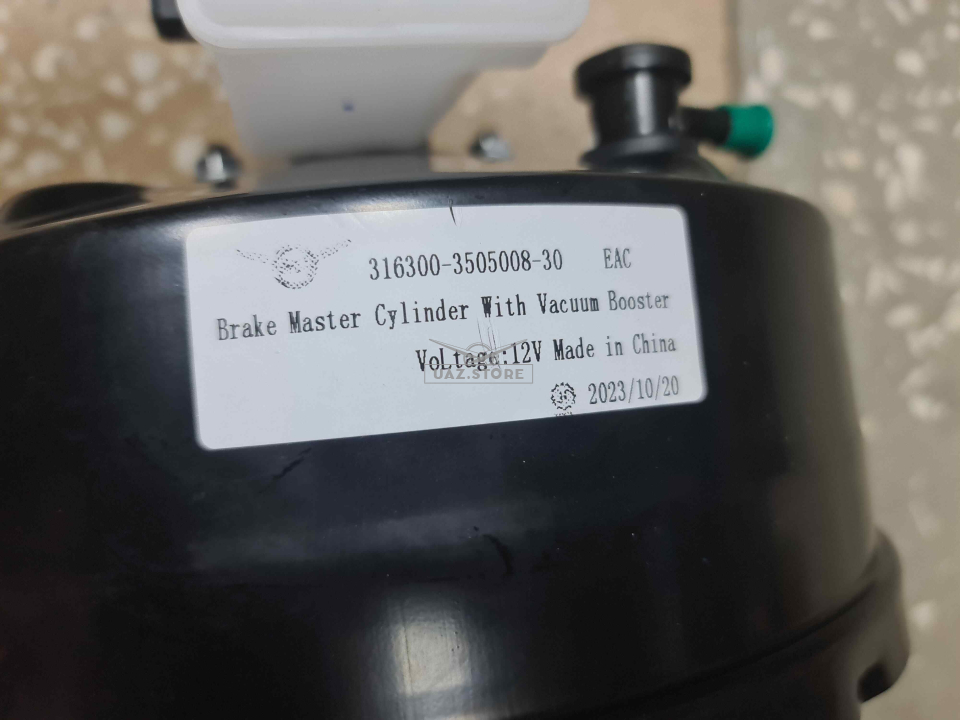 316300-3505008-30 EAC
Brake Master Cylinder With Vacuum Booster
VoLtage:12V Made in China
UAZ.STORE
2023/10/20